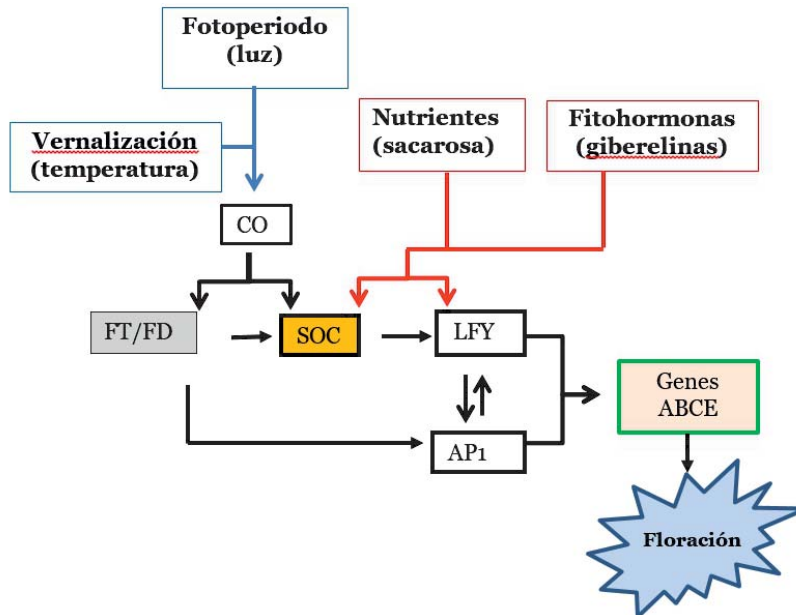 Fotoperiodo
(luz)
Vernalización
(temperatura)
Nutrientes
(sacarosa)
Fitohormonas
(giberelinas)
CO
FT/FD
SOC
LFY
AP1
Genes
ABCE
Floración